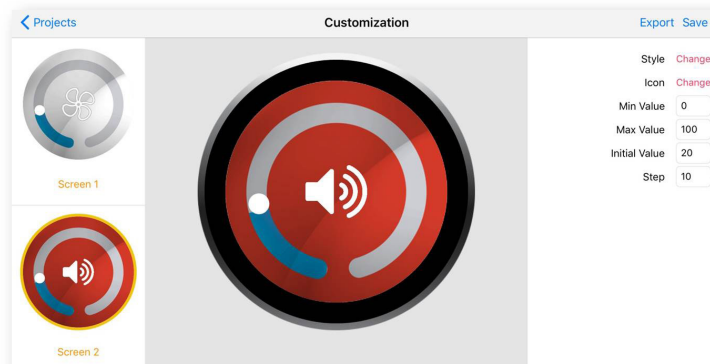 Projects
Customization
Export Save
Screen 1
Screen 2
Style Change
Icon Change
Min Value 0
Max Value 100
Initial Value 20
Step 10